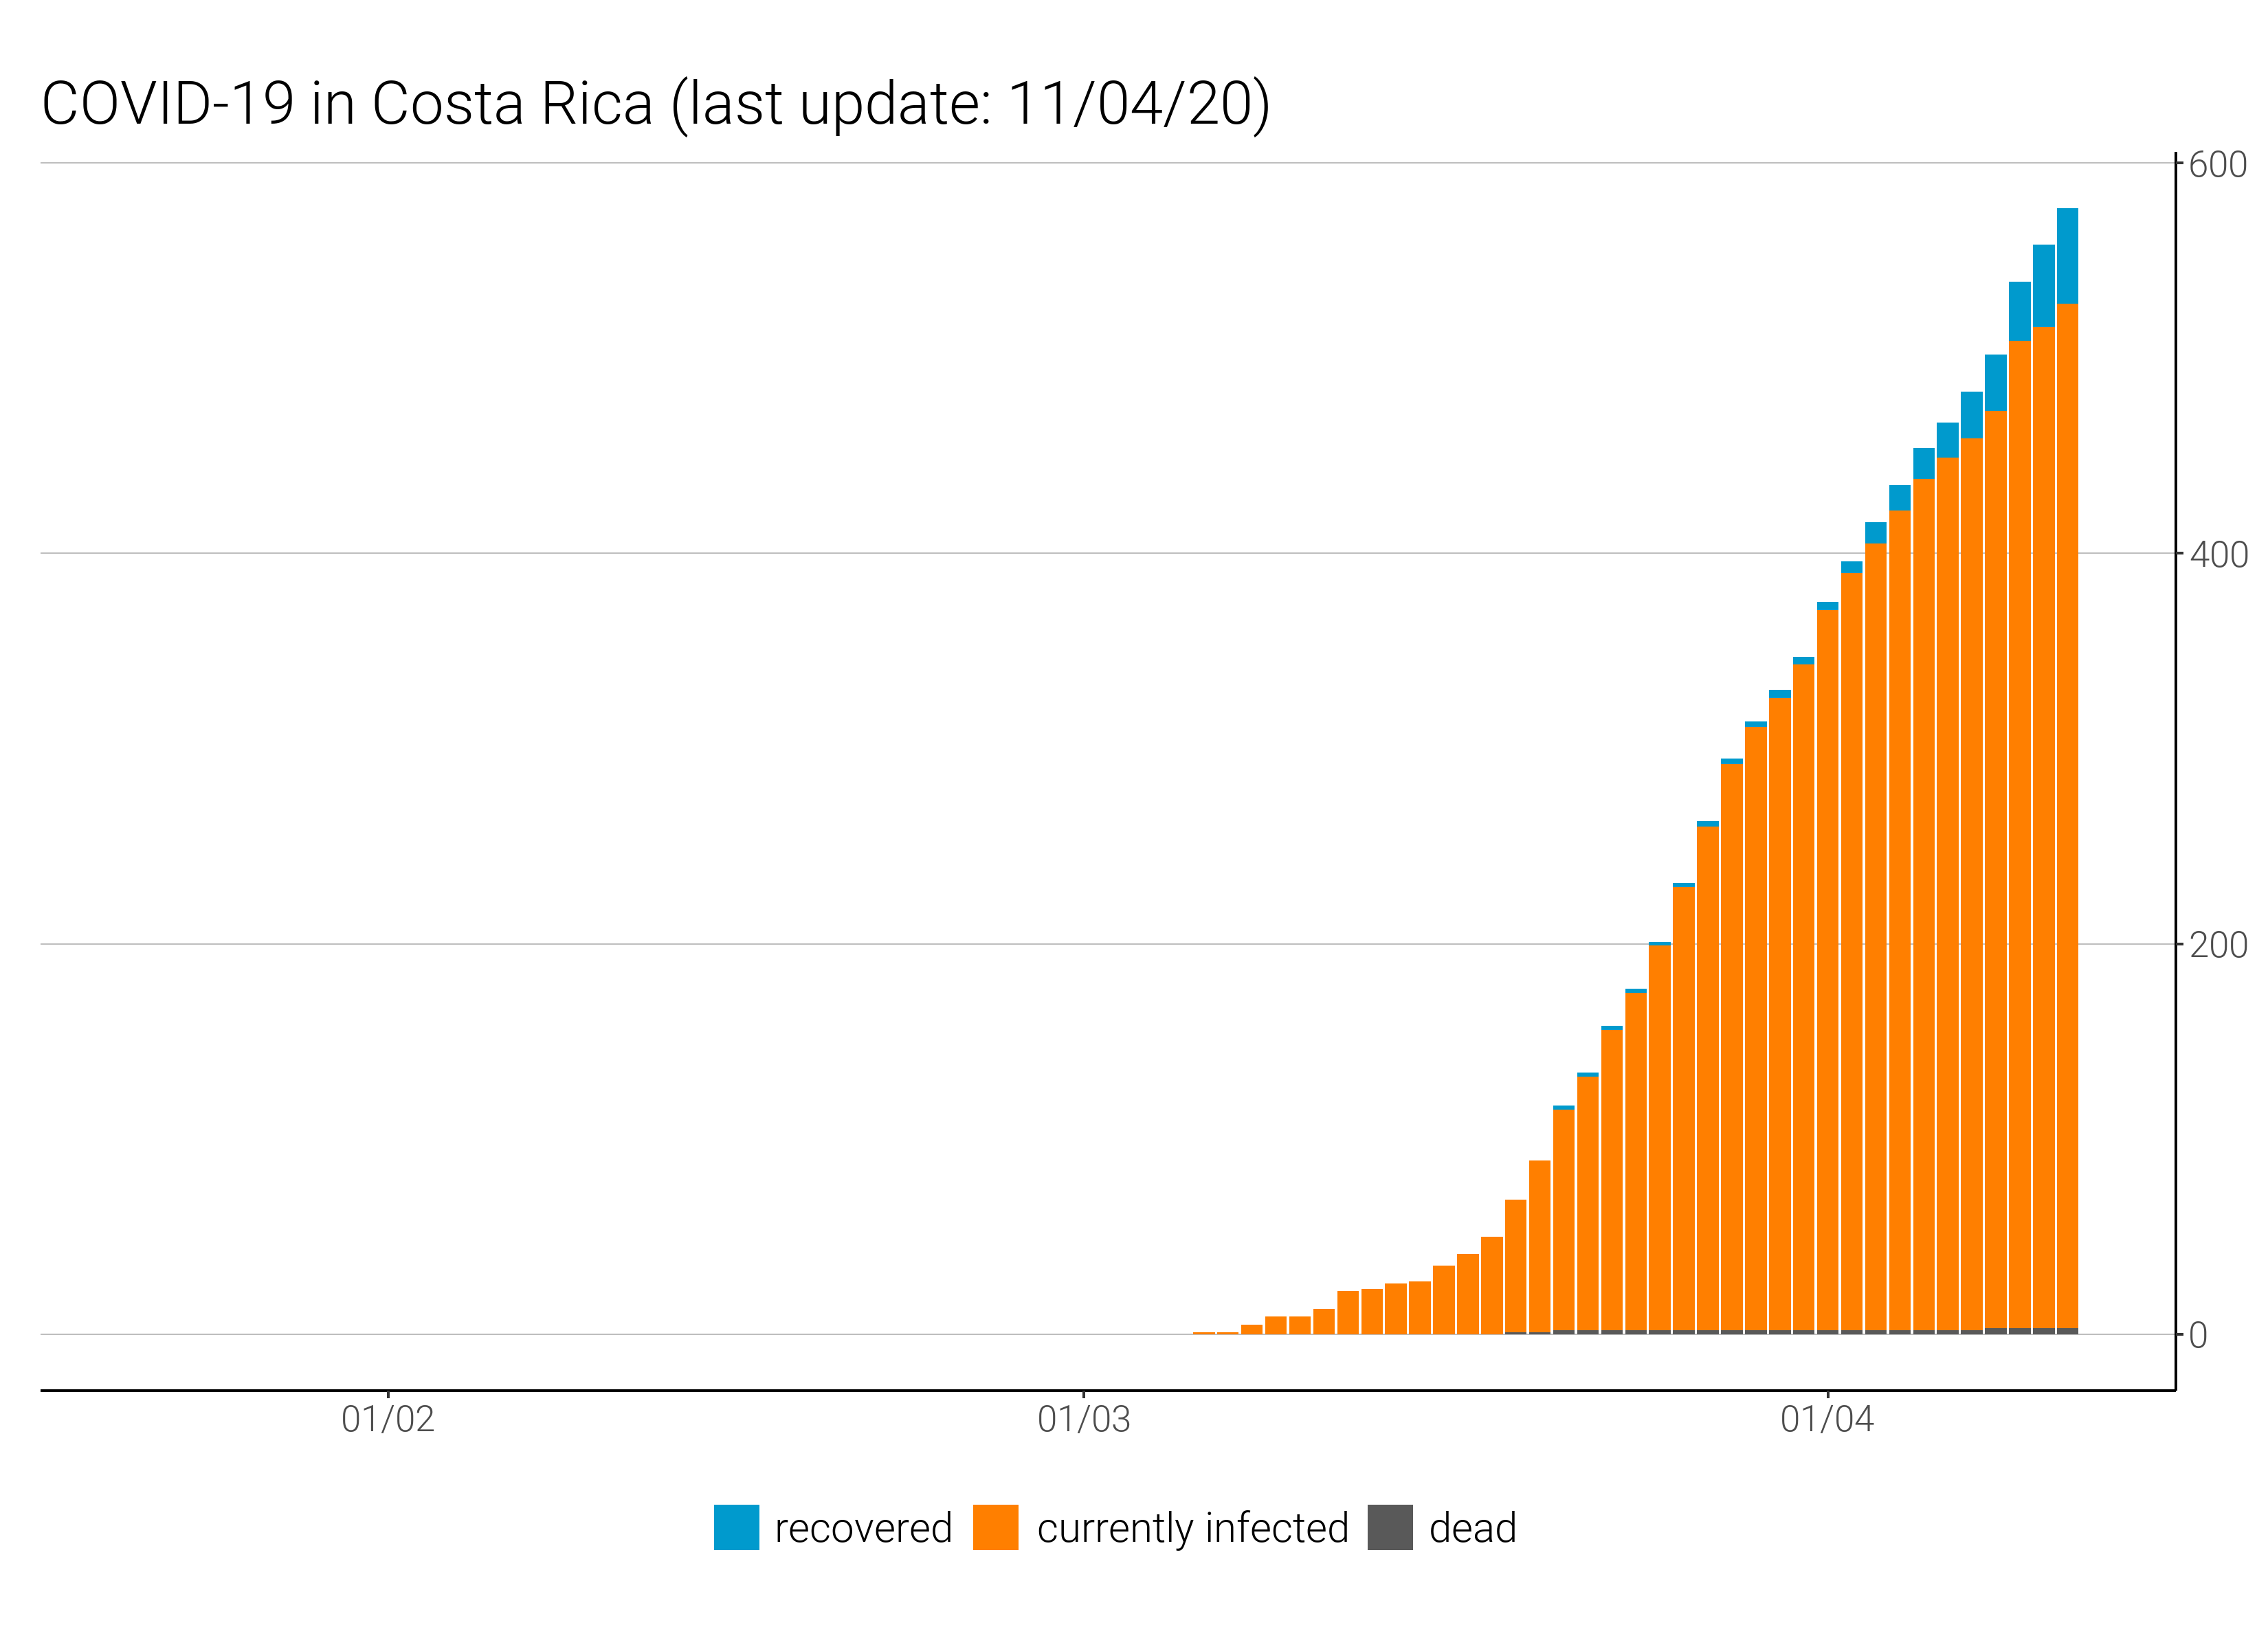 COVID-19 in Costa Rica (last update: 11/04/20)
600
400
200
0
01/02 01/03 01/04
recovered currently infected dead